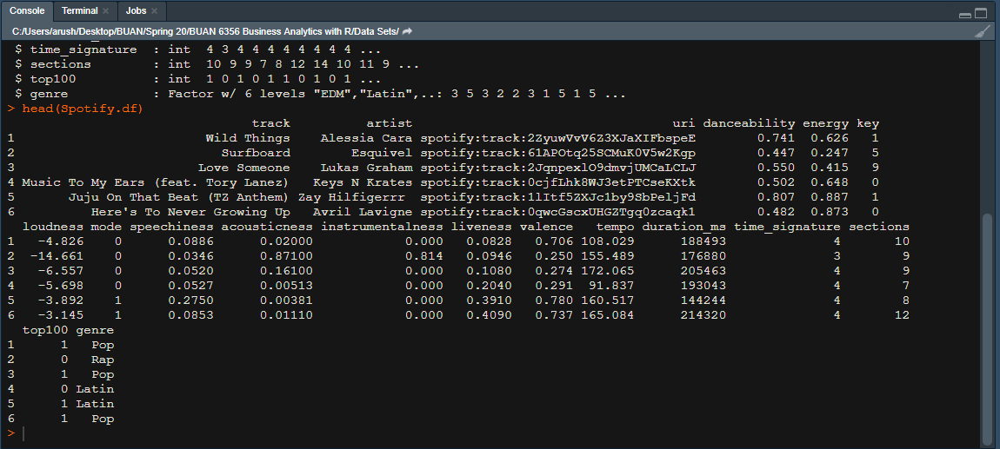 Console Terminal × Jobs ×
C:/Users/arush/Desktop/BUAN/Spring 20/BUAN 6356 Business Analytics with R/Data Sets/
$ time_signature : int 4 3 4 4 4 4 4 4 4 4 ...
$ sections : int 10 9 9 7 8 12 14 10 11 9 ...
$ top100 : int 1 0 1 0 1 1 0 1 0 1 ...
$ genre : Factor w/ 6 levels "EDM","Latin",..: 3 5 3 2 2 3 1 5 1 5 ...
> head(Spotify.df)
track artist uri danceability energy key
1 Wild Things Alessia Cara spotify:track:2ZyuwVvV6Z3XJaXIFbspeE 0.741 0.626 1
2 Surfboard Esquivel spotify:track:61APOtq25SCMuK0V5w2Kgp 0.447 0.247 5
3 Love Someone Lukas Graham spotify:track:2JqnpexlO9dmvjUMCaLCLJ 0.550 0.415 9
4 Music To My Ears (feat. Tory Lanez) Keys N Krates spotify:track:0cjfLhk8WJ3etPTCseKXtk 0.502 0.648 0
5 Juju On That Beat (TZ Anthem) Zay Hilfigerrr spotify:track:1lItf5ZXJc1by9SbPeljFd 0.807 0.887 1
6 Here's To Never Growing Up Avril Lavigne spotify:track:0qwcGscxUHGZTgq0zcaqk1 0.482 0.873 0
loudness mode speechiness acousticness instrumentalness liveness valence tempo duration_ms time_signature sections
1 -4.826 0 0.0886 0.02000 0.000 0.0828 0.706 108.029 188493 4 10
2 -14.661 0 0.0346 0.87100 0.814 0.0946 0.250 155.489 176880 3 9
3 -6.557 0 0.0520 0.16100 0.000 0.1080 0.274 172.065 205463 4 9
4 -5.698 0 0.0527 0.00513 0.000 0.2040 0.291 91.837 193043 4 7
5 -3.892 1 0.2750 0.00381 0.000 0.3910 0.780 160.517 144244 4 8
6 -3.145 1 0.0853 0.01110 0.000 0.4090 0.737 165.084 214320 4 12
top100 genre
1 1 Pop
2 0 Rap
3 1 Pop
4 0 Latin
5 1 Latin
6 1 Pop
>